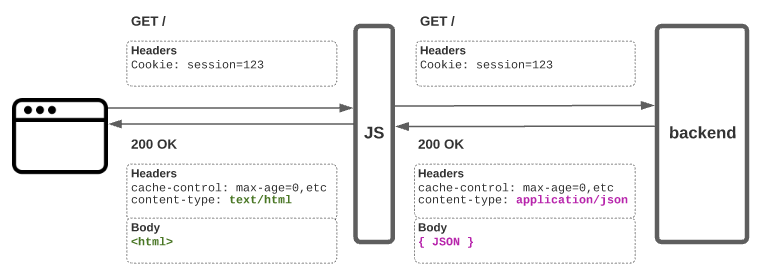 GET /
Headers
Cookie: session=123
200 OK
Headers
cache-control: max-age=0,etc
content-type: text/html
Body
<html>
JS
GET /
Headers
Cookie: session=123
200 OK
Headers
cache-control: max-age=0,etc
content-type: application/json
Body
{ JSON }
backend